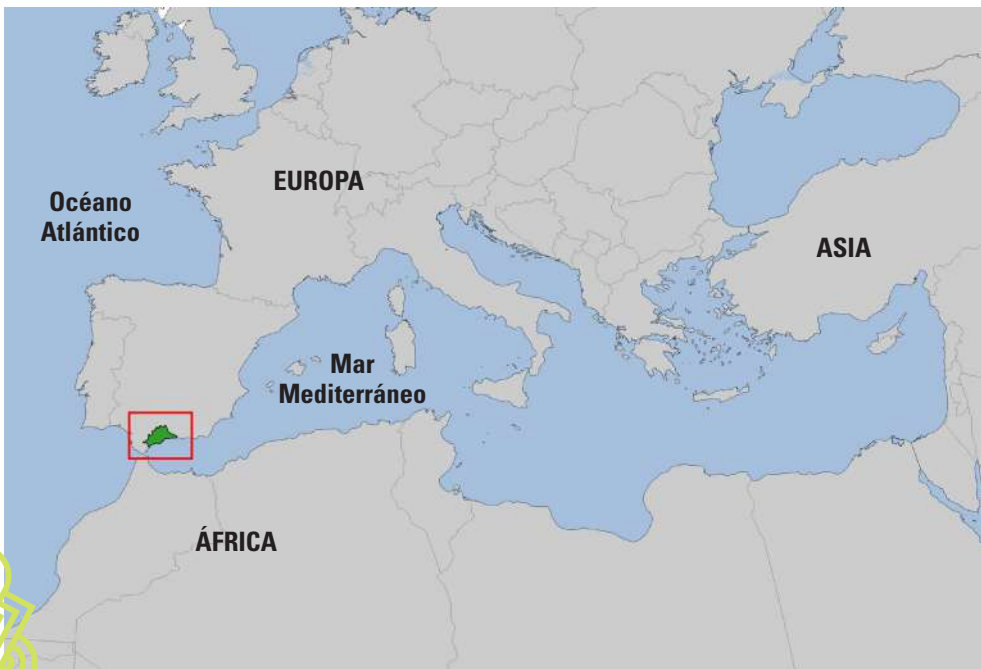 EUROPA
Océano
Atlántico
ASIA
Mar
Mediterráneo
ÁFRICA